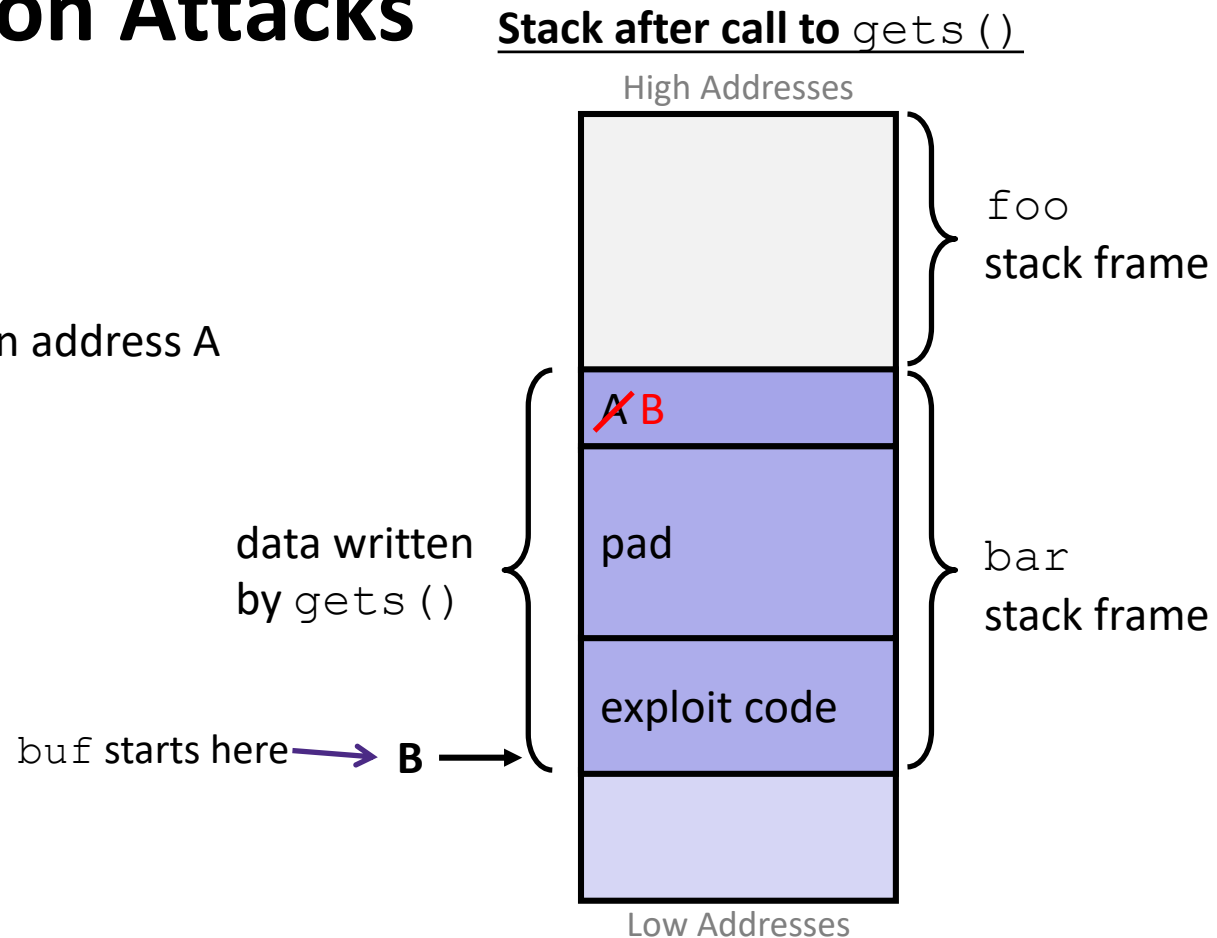 on Attacks
Stack after call to gets()
High Addresses
foo
stack frame
n address A
A B
data written
by gets()
pad
bar
stack frame
exploit code
buf starts here
B
Low Addresses